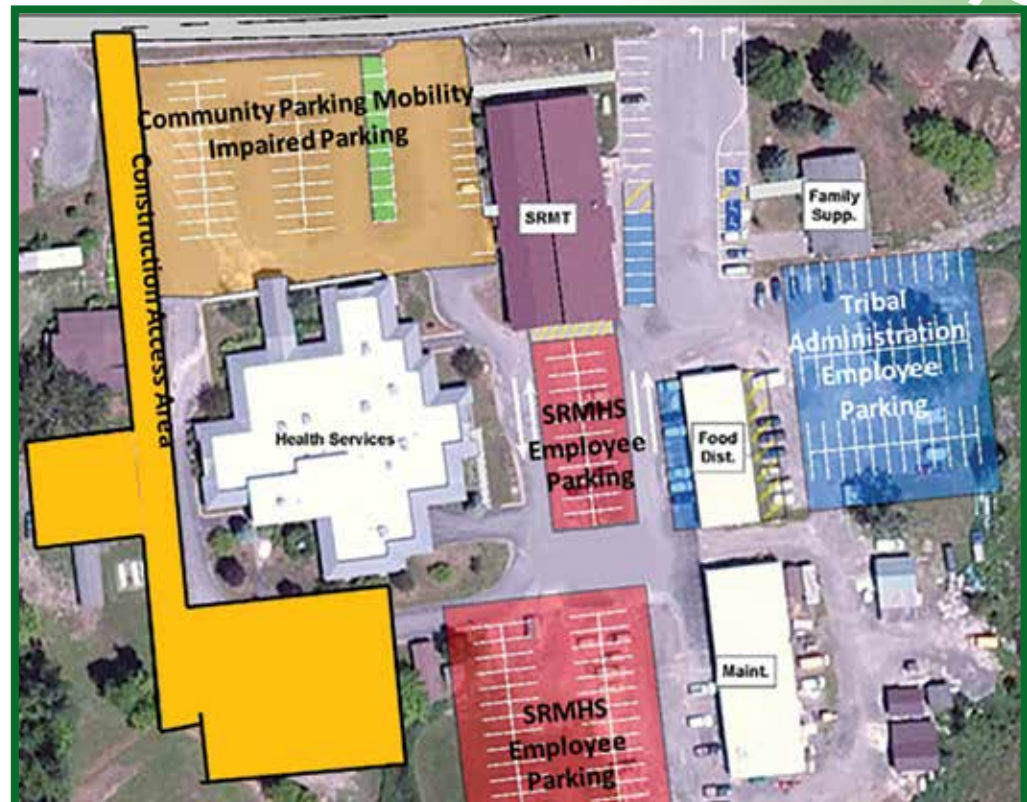 Community Parking Mobility
Impaired Parking
Construction Access Area
SRMT
Family
Supp.
Tribal
Administration
Employee
Parking
Health Services
SRMHS
Employee
Parking
Food
Dist.
Maint.
SRMHS
Employee
Parking